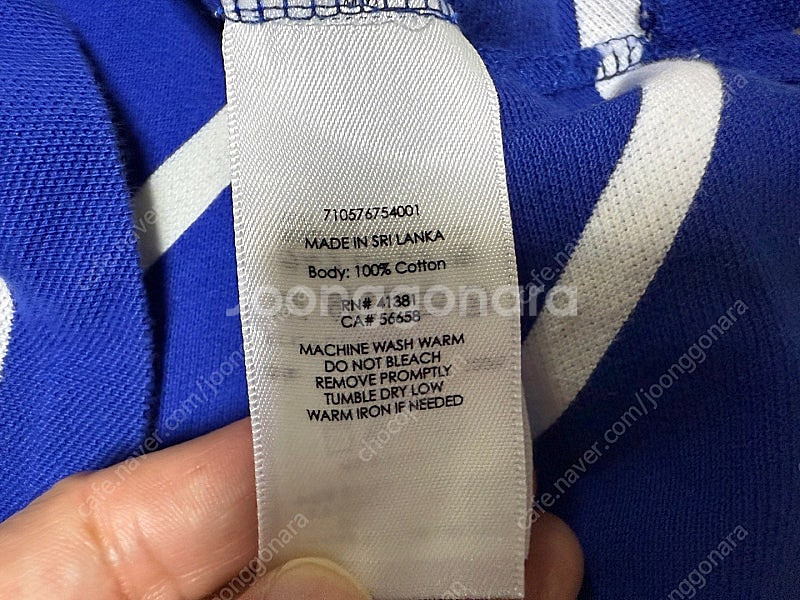 710576754001
MADE IN SRI LANKA
Body: 100% Cotton
RN# 41381
CA# 56658
MACHINE WASH WARM
DO NOT BLEACH
REMOVE PROMPTLY
TUMBLE DRY LOW
WARM IRON IF NEEDED
Joonggonara
cafe.naver.com/joonggonara